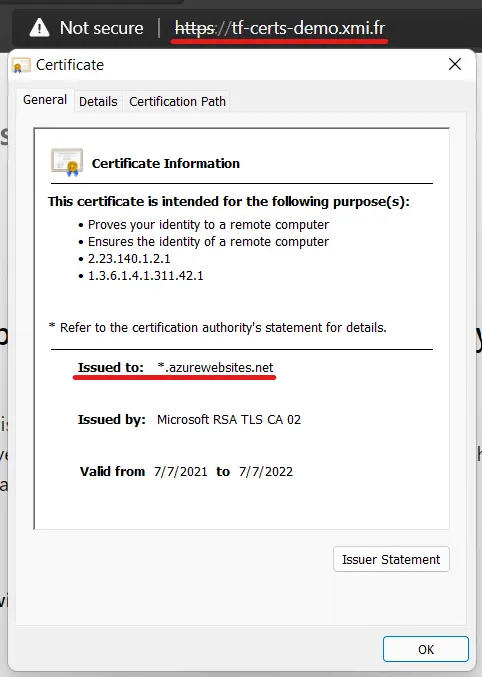 Not secure | https://tf-certs-demo.xmi.fr
Certificate
General Details Certification Path
Certificate Information
This certificate is intended for the following purpose(s):
• Proves your identity to a remote computer
• Ensures the identity of a remote computer
• 2.23.140.1.2.1
• 1.3.6.1.4.1.311.42.1
* Refer to the certification authority's statement for details.
Issued to: *.azurewebsites.net
Issued by: Microsoft RSA TLS CA 02
Valid from 7/7/2021 to 7/7/2022
Issuer Statement
OK